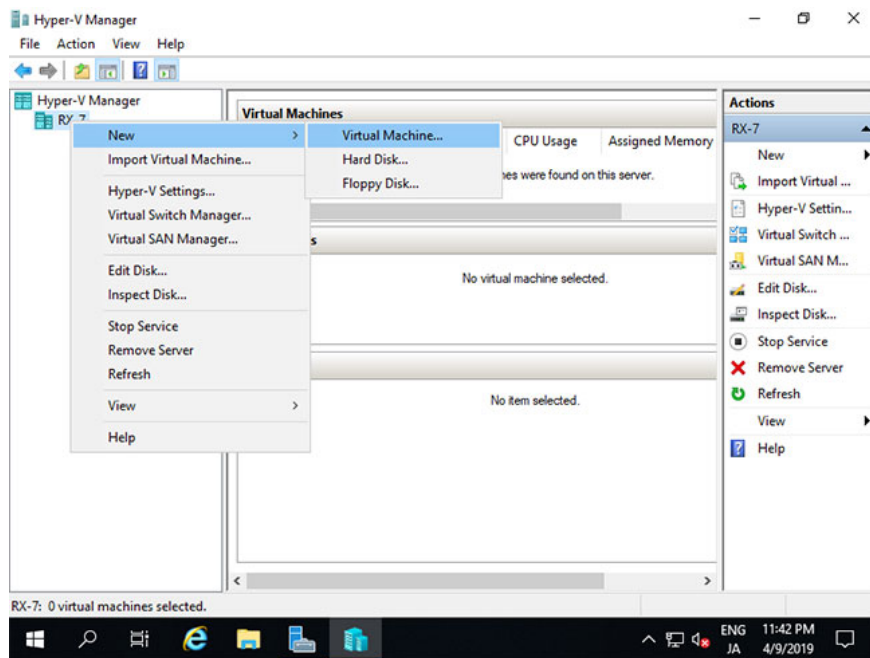 Hyper-V Manager
File Action View Help
Hyper-V Manager
RX-7
New
Import Virtual Machine...
Hyper-V Settings...
Virtual Switch Manager...
Virtual SAN Manager...
Edit Disk...
Inspect Disk...
Stop Service
Remove Server
Refresh
View
Help
Virtual Machine...
Hard Disk...
Floppy Disk...
Virtual Machines
CPU Usage Assigned Memory
were found on this server.
No virtual machine selected.
No item selected.
Actions
RX-7
New
Import Virtual ...
Hyper-V Settin...
Virtual Switch ...
Virtual SAN M...
Edit Disk...
Inspect Disk...
Stop Service
Remove Server
Refresh
View
Help
RX-7: 0 virtual machines selected.
ENG 11:42 PM
JA 4/9/2019